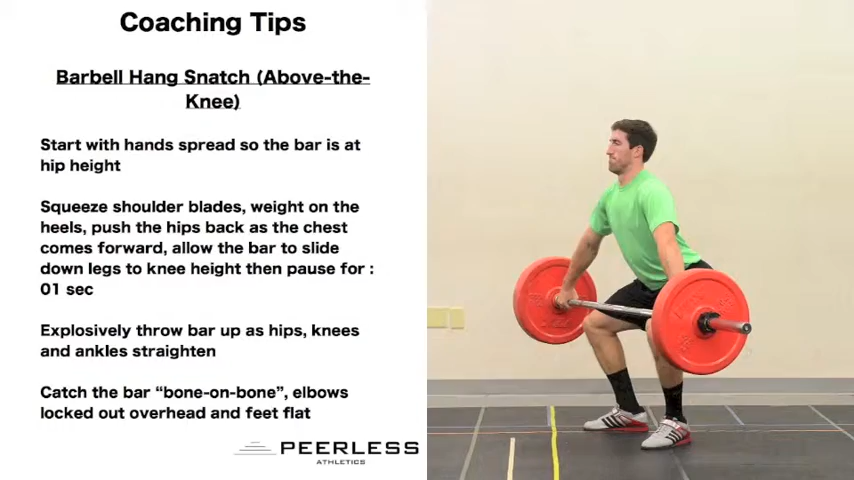 Coaching Tips
Barbell Hang Snatch (Above-the-
Knee)
Start with hands spread so the bar is at
hip height
Squeeze shoulder blades, weight on the
heels, push the hips back as the chest
comes forward, allow the bar to slide
down legs to knee height then pause for :
01 sec
Explosively throw bar up as hips, knees
and ankles straighten
Catch the bar “bone-on-bone”, elbows
locked out overhead and feet flat
PEERLESS
ATHLETICS